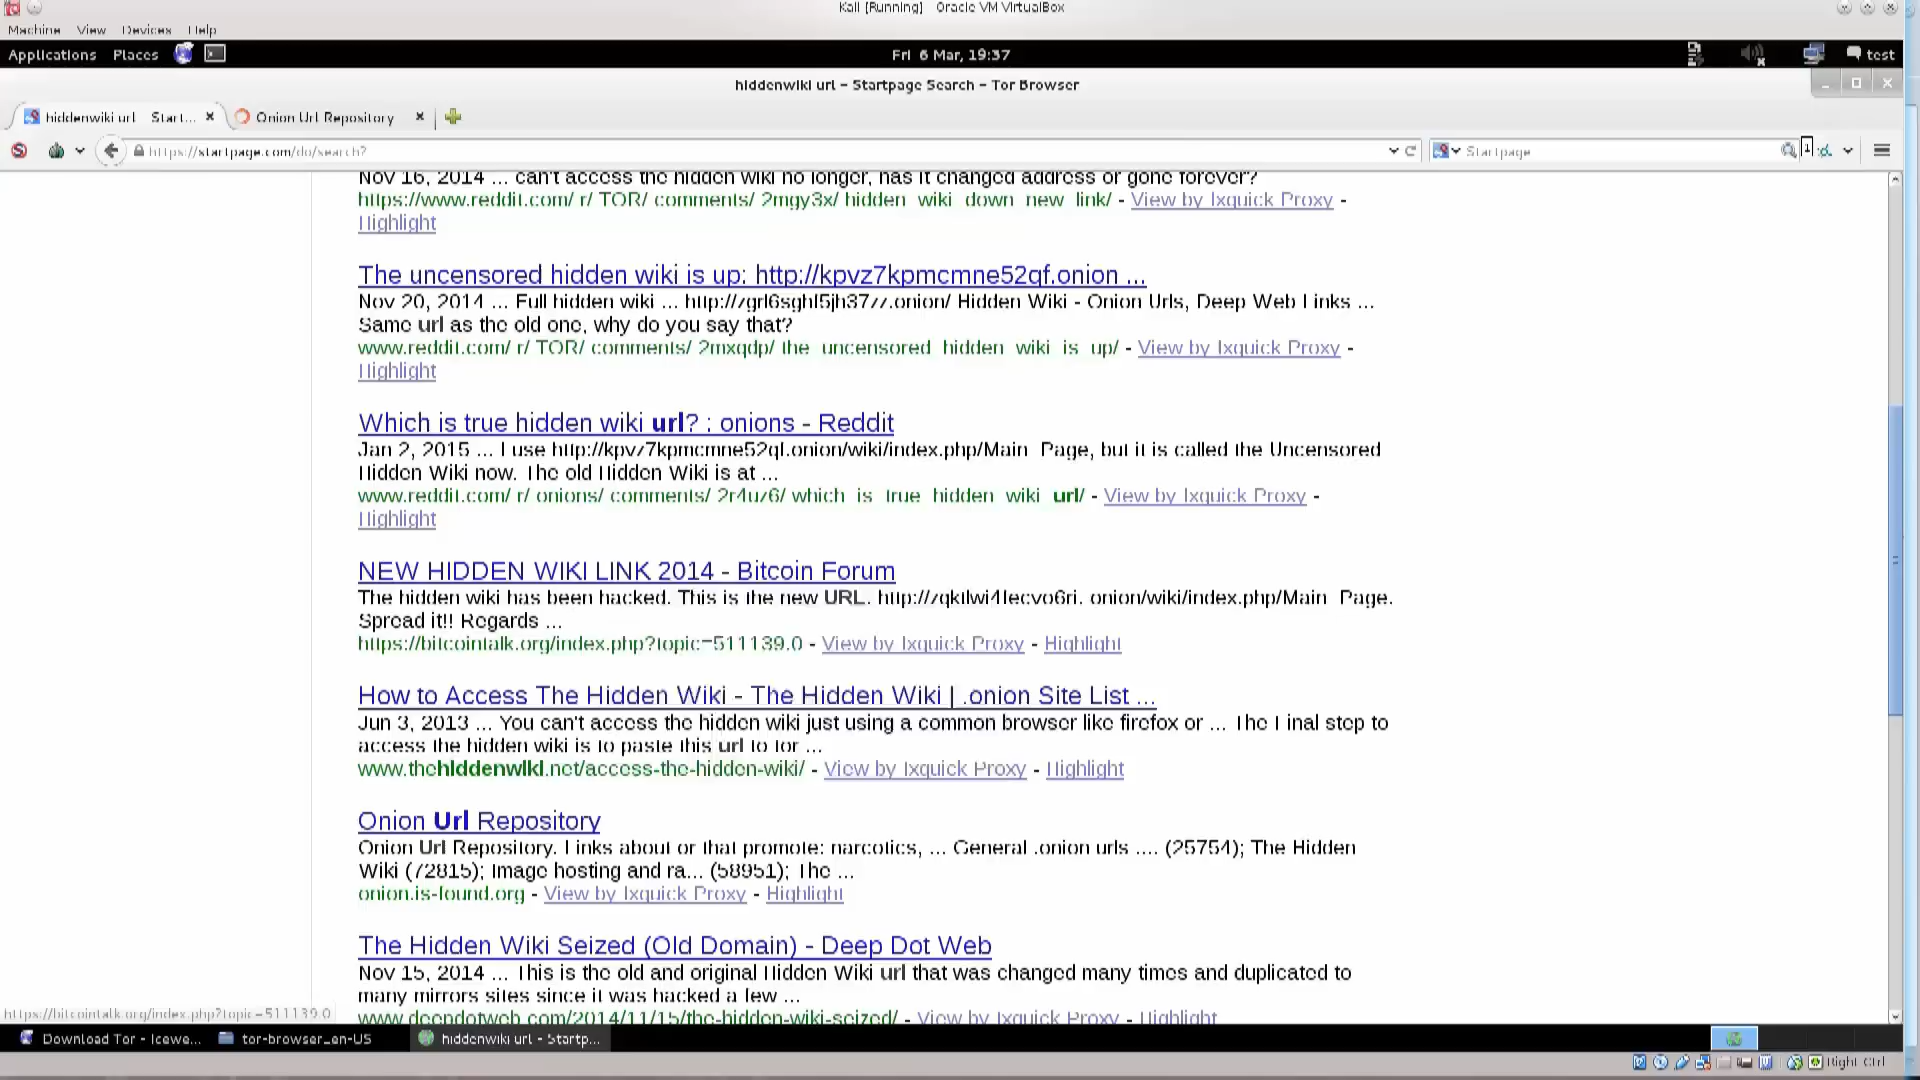 Kali [Running] Oracle VM VirtualBox
Machine View Devices Help
Applications Places Fri 6 Mar, 19:37 test
hiddenwiki url – Startpage Search – Tor Browser
hiddenwiki url Start... Onion Url Repository
https://startpage.com/do/search? Startpage
Nov 16, 2014 ... can't access the hidden wiki no longer, has it changed address or gone forever?
https://www.reddit.com/ r/ TOR/ comments/ 2mgy3x/ hidden wiki down new link/ - View by Ixquick Proxy -
Highlight
The uncensored hidden wiki is up: http://kpvz7kpmcmne52qf.onion ...
Nov 20, 2014 ... Full hidden wiki ... Hidden Wiki - Onion Urls, Deep Web Links ...
Same url as the old one, why do you say that?
www.reddit.com/ r/ TOR/ comments/ 2mxqdp/ the uncensored hidden wiki is up/ - View by Ixquick Proxy -
Highlight
Which is true hidden wiki url? : onions - Reddit
Jan 2, 2015 ... I use http://kpvz7kpmcmne52qf.onion/wiki/index.php/Main Page, but it is called the Uncensored
Hidden Wiki now. The old Hidden Wiki is at ...
www.reddit.com/ r/ onions/ comments/ 2r4uz6/ which is true hidden wiki url/ - View by Ixquick Proxy -
Highlight
NEW HIDDEN WIKI LINK 2014 - Bitcoin Forum
The hidden wiki has been hacked. This is the new URL. onion/wiki/index.php/Main Page.
Spread it!! Regards ...
https://bitcointalk.org/index.php?topic=511139.0 - View by Ixquick Proxy - Highlight
How to Access The Hidden Wiki - The Hidden Wiki | .onion Site List ...
Jun 3, 2013 ... You can't access the hidden wiki just using a common browser like firefox or ... The Final step to
access the hidden wiki is to paste this url to tor ...
www.thehiddenwiki.net/access-the-hidden-wiki/ - View by Ixquick Proxy - Highlight
Onion Url Repository
Onion Url Repository. Links about or that promote: narcotics, ... General .onion urls .... (25754); The Hidden
Wiki (72815); Image hosting and ra... (58951); The ...
onion.is-found.org - View by Ixquick Proxy - Highlight
The Hidden Wiki Seized (Old Domain) - Deep Dot Web
Nov 15, 2014 ... This is the old and original Hidden Wiki url that was changed many times and duplicated to
many mirrors sites since it was hacked a few ...
www.deepdotweb.com/2014/11/15/the-hidden-wiki-seized/ - View by Ixquick Proxy - Highlight
https://bitcointalk.org/index.php?topic=511139.0
Download Tor - Icewe... tor-browser_en-US hiddenwiki url - Startp...
Right Ctrl